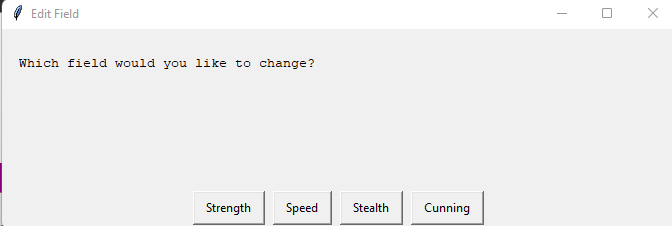 Edit Field
Which field would you like to change?
Strength Speed Stealth Cunning